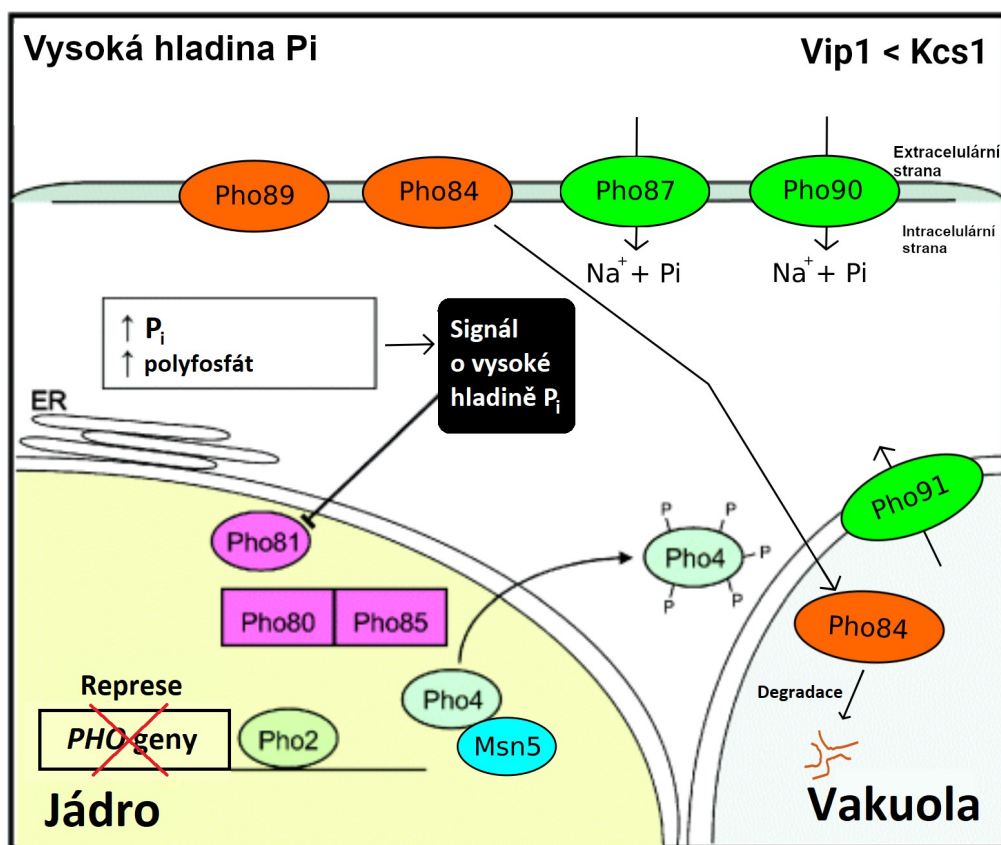 Vysoká hladina Pi
Vip1 < Kcs1
Extracelulární
strana
Pho89
Pho84
Pho87
Pho90
Intracelulární
strana
Na+ + Pi
Na+ + Pi
↑ Pi
↑ polyfosfát
Signál
o vysoké
hladině Pi
ER
Pho91
Pho81
P
P
Pho4
P
P
P
Pho80
Pho85
Pho84
Represe
Pho4
Degradace
PHO geny
Pho2
Msn5
Jádro
Vakuola